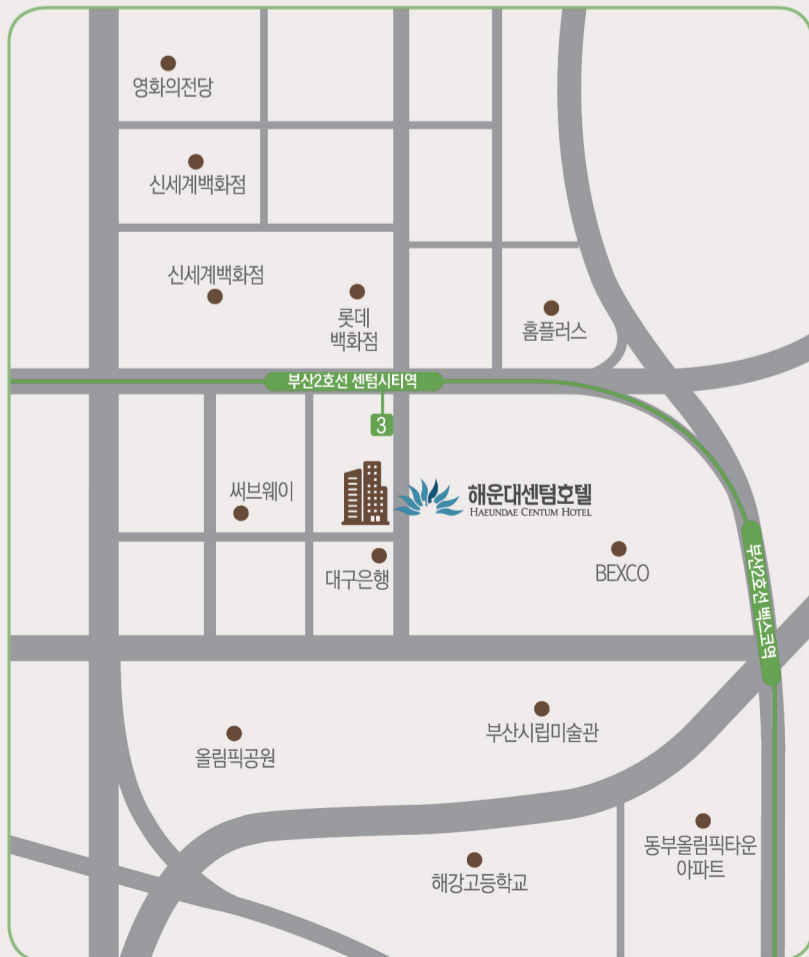 영화의전당
신세계백화점
신세계백화점
롯데
백화점
홈플러스
부산2호선 센텀시티역
3
써브웨이
해운대센텀호텔
HAEUNDAE CENTUM HOTEL
대구은행
BEXCO
부산2호선 벡스코역
올림픽공원
부산시립미술관
동부올림픽타운
아파트
해강고등학교